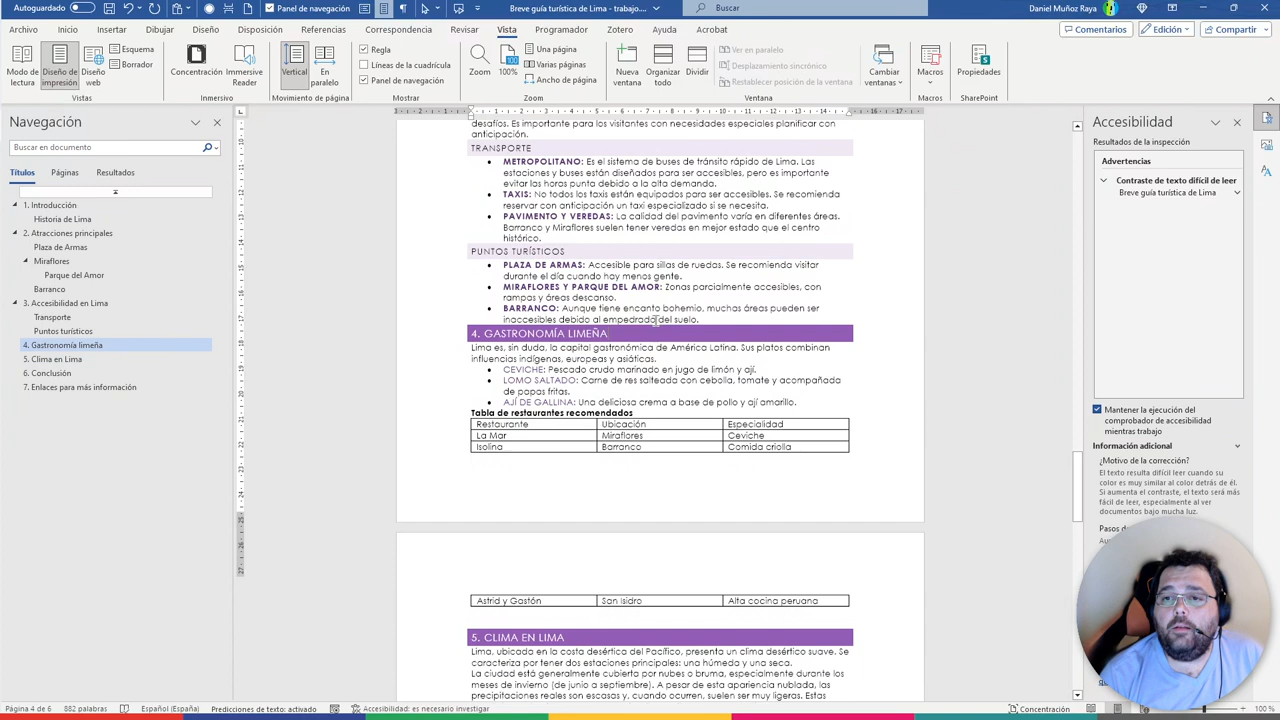 Autoguardado
Panel de navegación
Breve guía turística de Lima - trabajo...
Buscar
Daniel Muñoz Raya
Archivo Inicio Insertar Dibujar Diseño Disposición Referencias Correspondencia Revisar Vista Programador Zotero Ayuda Acrobat
Comentarios Edición Compartir
Modo de lectura
Diseño de impresión
Diseño web
Esquema
Borrador
Vistas
Concentración
Immersive Reader
Inmersivo
Vertical
En paralelo
Movimiento de página
Regla
Líneas de la cuadrícula
Panel de navegación
Mostrar
Zoom
100
100%
Una página
Varias páginas
Ancho de página
Zoom
Nueva ventana
Organizar todo
Dividir
Ver en paralelo
Desplazamiento sincrónico
Restablecer posición de la ventana
Ventana
Cambiar ventanas
Macros
Macros
Propiedades
SharePoint
Navegación
Buscar en documento
Títulos Páginas Resultados
1. Introducción
Historia de Lima
2. Atracciones principales
Plaza de Armas
Miraflores
Parque del Amor
Barranco
3. Accesibilidad en Lima
Transporte
Puntos turísticos
4. Gastronomía limeña
5. Clima en Lima
6. Conclusión
7. Enlaces para más información
desafíos. Es importante para los visitantes con necesidades especiales planificar con
anticipación.
TRANSPORTE
• METROPOLITANO: Es el sistema de buses de tránsito rápido de Lima. Las
estaciones y buses están diseñados para ser accesibles, pero es importante
evitar las horas punta debido a la alta demanda.
• TAXIS: No todos los taxis están equipados para ser accesibles. Se recomienda
reservar con anticipación un taxi especializado si se necesita.
• PAVIMENTO Y VEREDAS: La calidad del pavimento varía en diferentes áreas.
Barranco y Miraflores suelen tener veredas en mejor estado que el centro
histórico.
PUNTOS TURÍSTICOS
• PLAZA DE ARMAS: Accesible para sillas de ruedas. Se recomienda visitar
durante el día cuando hay menos gente.
• MIRAFLORES Y PARQUE DEL AMOR: Zonas parcialmente accesibles, con
rampas y áreas descanso.
• BARRANCO: Aunque tiene encanto bohemio, muchas áreas pueden ser
inaccesibles debido al empedrado del suelo.
4. GASTRONOMÍA LIMEÑA
Lima es, sin duda, la capital gastronómica de América Latina. Sus platos combinan
influencias indígenas, europeas y asiáticas.
• CEVICHE: Pescado crudo marinado en jugo de limón y ají.
• LOMO SALTADO: Carne de res salteada con cebolla, tomate y acompañada
de papas fritas.
• AJÍ DE GALLINA: Una deliciosa crema a base de pollo y ají amarillo.
Tabla de restaurantes recomendados
Restaurante Ubicación Especialidad
La Mar Miraflores Ceviche
Isolina Barranco Comida criolla
Astrid y Gastón San Isidro Alta cocina peruana
5. CLIMA EN LIMA
Lima, ubicada en la costa desértica del Pacífico, presenta un clima desértico suave. Se
caracteriza por tener dos estaciones principales: una húmeda y una seca.
La ciudad está generalmente cubierta por nubes o bruma, especialmente durante los
meses de invierno (de junio a septiembre). A pesar de esta apariencia nublada, las
precipitaciones reales son escasas y, cuando ocurren, suelen ser muy ligeras. Estas
Accesibilidad
Resultados de la inspección
Advertencias
Contraste de texto difícil de leer
Breve guía turística de Lima
Mantener la ejecución del
comprobador de accesibilidad
mientras trabajo
Información adicional
¿Motivo de la corrección?
El texto resulta difícil leer cuando su
color es muy similar al color detrás de él.
Si aumenta el contraste, el texto será más
fácil de leer, especialmente al ver
documentos bajo mucha luz.
Página 4 de 6 882 palabras Español (España) Predicciones de texto: activado Accesibilidad: es necesario investigar
Concentración
100 %